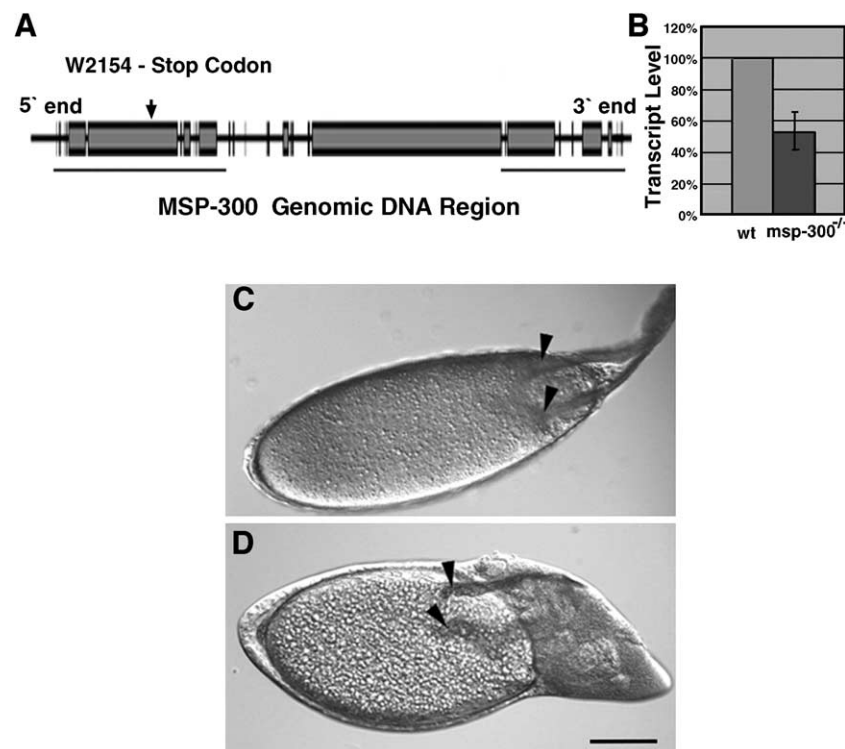 A
W2154 - Stop Codon
5` end
3` end
MSP-300 Genomic DNA Region
B
Transcript Level
120%
100%
80%
60%
40%
20%
0%
wt
msp-300-/-
C
D